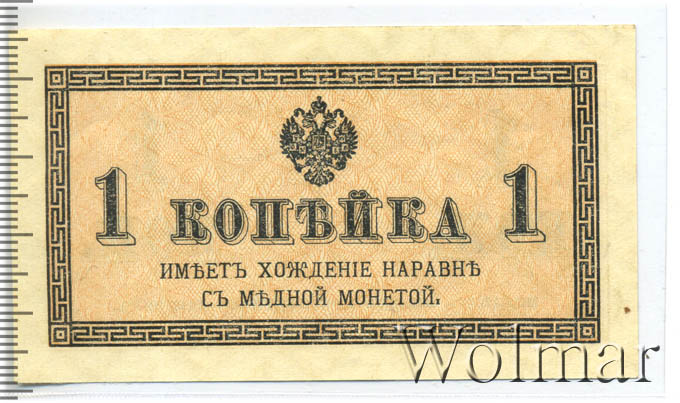 1 КОПѢЙКА 1
ИМѢЕТЪ ХОЖДЕНІЕ НАРАВНѢ
СЪ МѢДНОЙ МОНЕТОЙ.
Wolmar